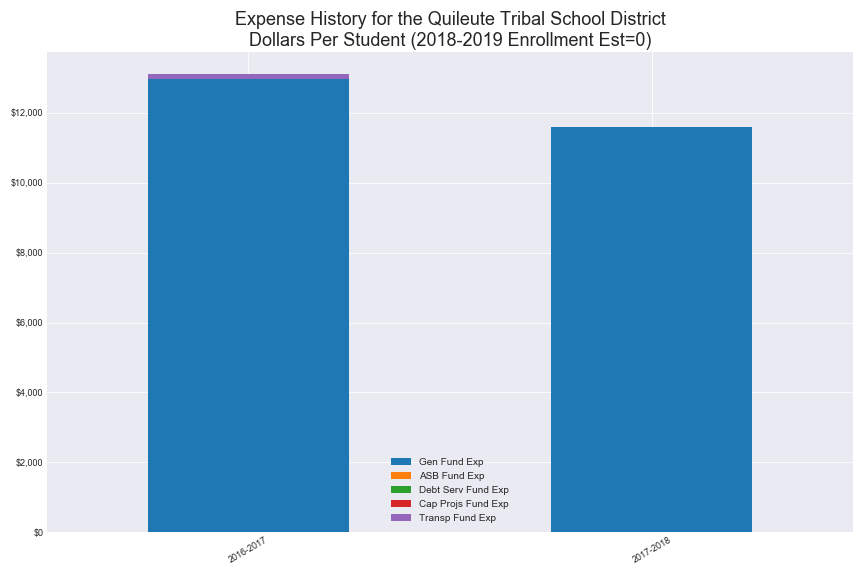 Expense History for the Quileute Tribal School District
Dollars Per Student (2018-2019 Enrollment Est=0)
$12,000
$10,000
$8,000
$6,000
$4,000
$2,000
$0
Gen Fund Exp
ASB Fund Exp
Debt Serv Fund Exp
Cap Projs Fund Exp
Transp Fund Exp
2016-2017
2017-2018